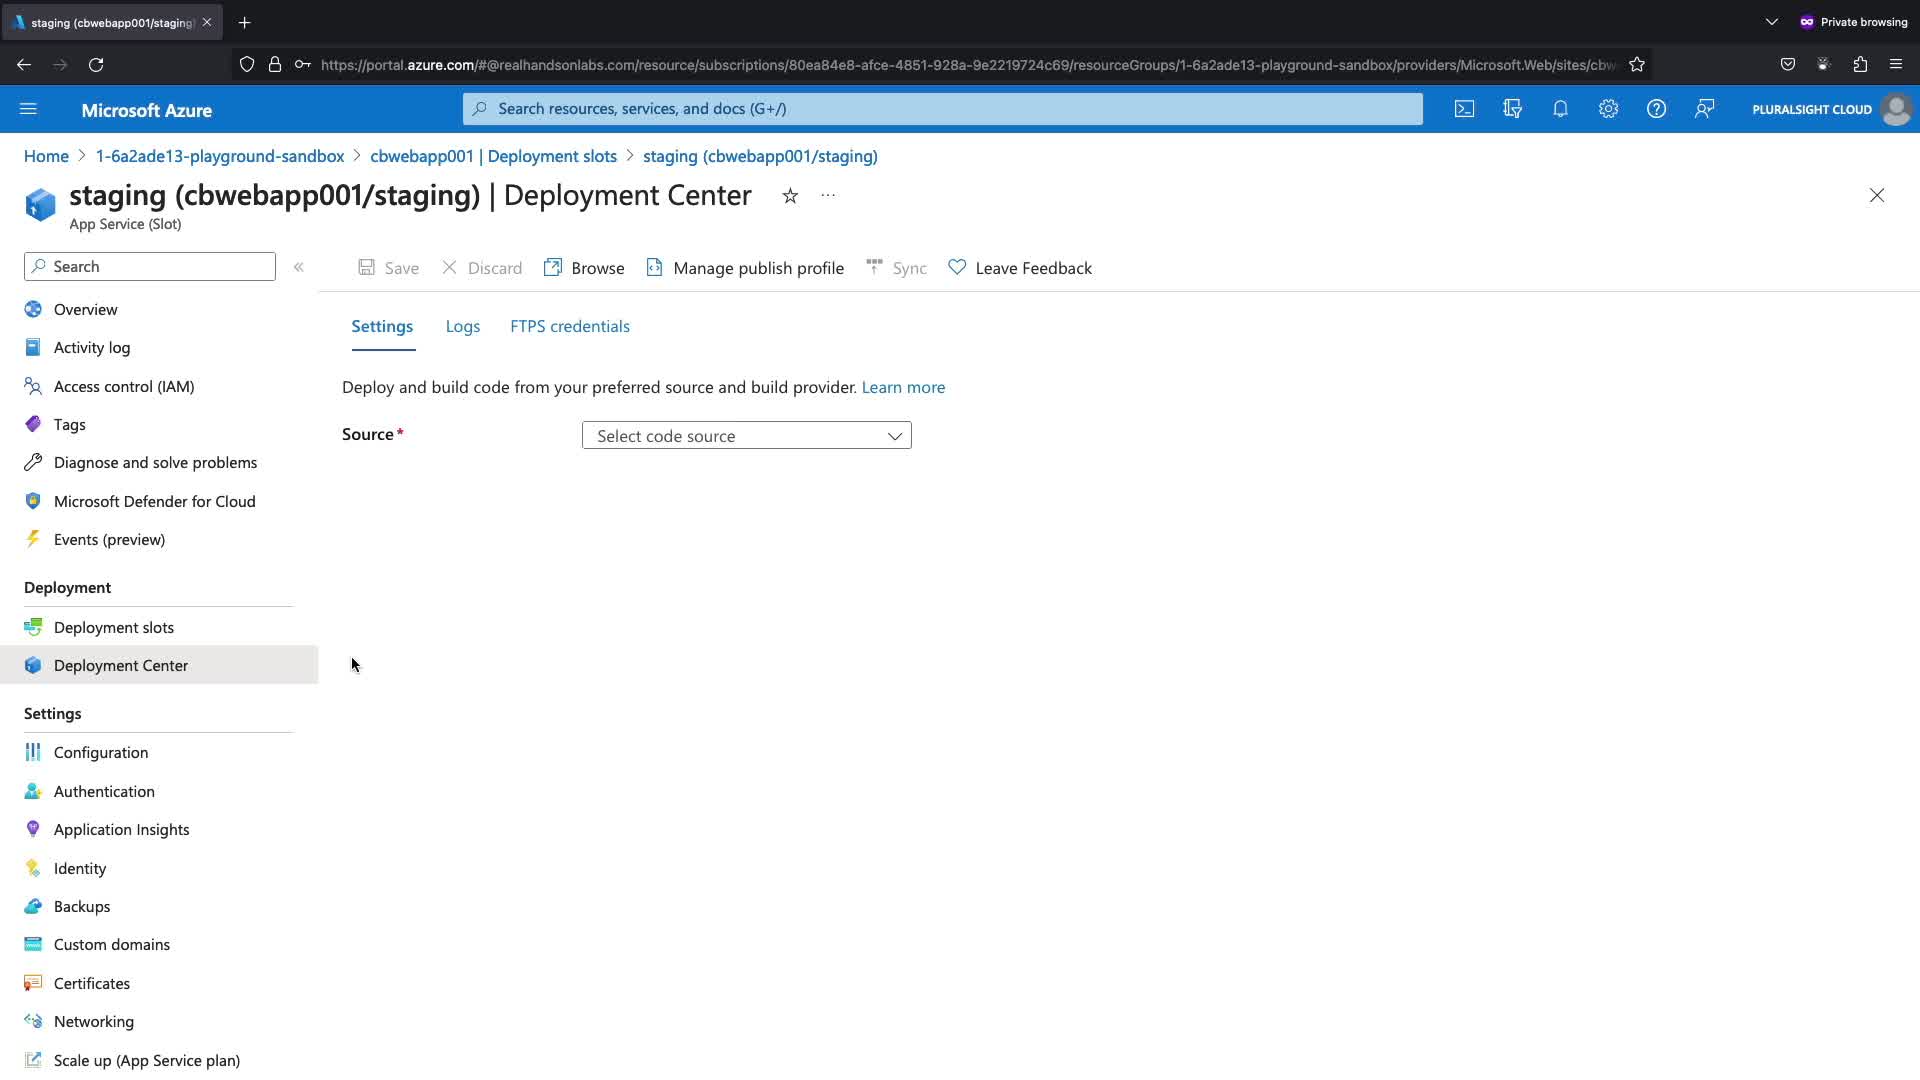 staging (cbwebapp001/staging)
Private browsing
https://portal.azure.com/#@realhandsonlabs.com/resource/subscriptions/80ea84e8-afce-4851-928a-9e2219724c69/resourceGroups/1-6a2ade13-playground-sandbox/providers/Microsoft.Web/sites/cbw
Microsoft Azure
Search resources, services, and docs (G+/)
PLURALSIGHT CLOUD
Home > 1-6a2ade13-playground-sandbox > cbwebapp001 | Deployment slots > staging (cbwebapp001/staging)
staging (cbwebapp001/staging) | Deployment Center
App Service (Slot)
Search
Save
Discard
Browse
Manage publish profile
Sync
Leave Feedback
Overview
Activity log
Access control (IAM)
Tags
Diagnose and solve problems
Microsoft Defender for Cloud
Events (preview)
Deployment
Deployment slots
Deployment Center
Settings
Configuration
Authentication
Application Insights
Identity
Backups
Custom domains
Certificates
Networking
Scale up (App Service plan)
Settings
Logs
FTPS credentials
Deploy and build code from your preferred source and build provider. Learn more
Source*
Select code source